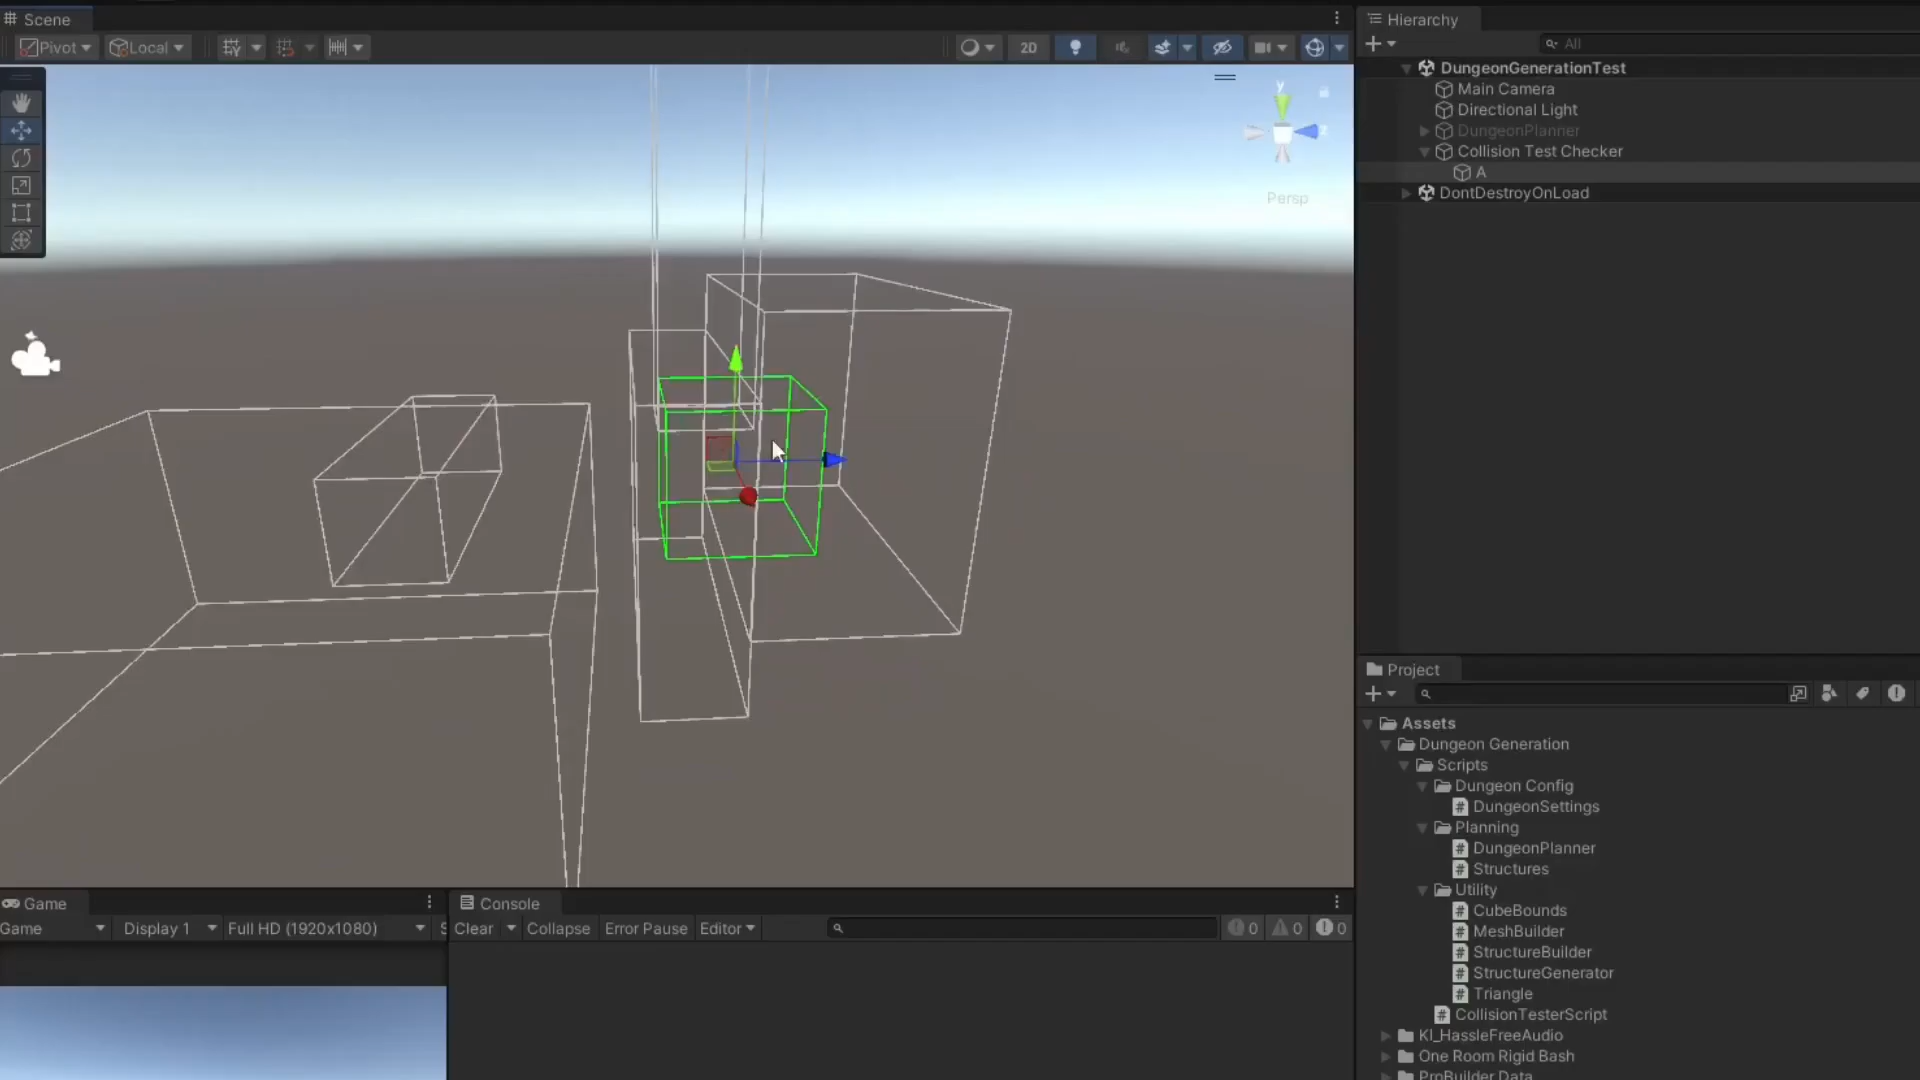 Scene
Pivot
Local
2D
y
z
Persp
Hierarchy
All
DungeonGenerationTest
Main Camera
Directional Light
DungeonPlanner
Collision Test Checker
A
DontDestroyOnLoad
Project
Assets
Dungeon Generation
Scripts
Dungeon Config
DungeonSettings
Planning
DungeonPlanner
Structures
Utility
CubeBounds
MeshBuilder
StructureBuilder
StructureGenerator
Triangle
CollisionTesterScript
KI_HassleFreeAudio
One Room Rigid Bash
ProBuilder Data
Game
Game
Display 1
Full HD (1920x1080)
S
Console
Clear
Collapse
Error Pause
Editor
0
0
0